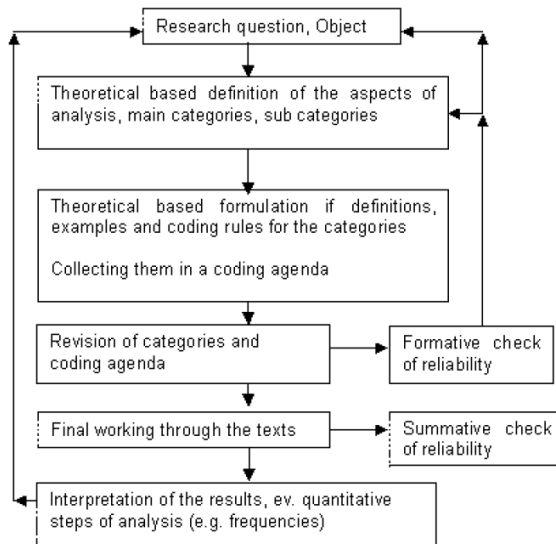 Research question, Object
Theoretical based definition of the aspects of
analysis, main categories, sub categories
Theoretical based formulation if definitions,
examples and coding rules for the categories
Collecting them in a coding agenda
Revision of categories and
coding agenda
Formative check
of reliability
Final working through the texts
Summative check
of reliability
Interpretation of the results, ev. quantitative
steps of analysis (e.g. frequencies)